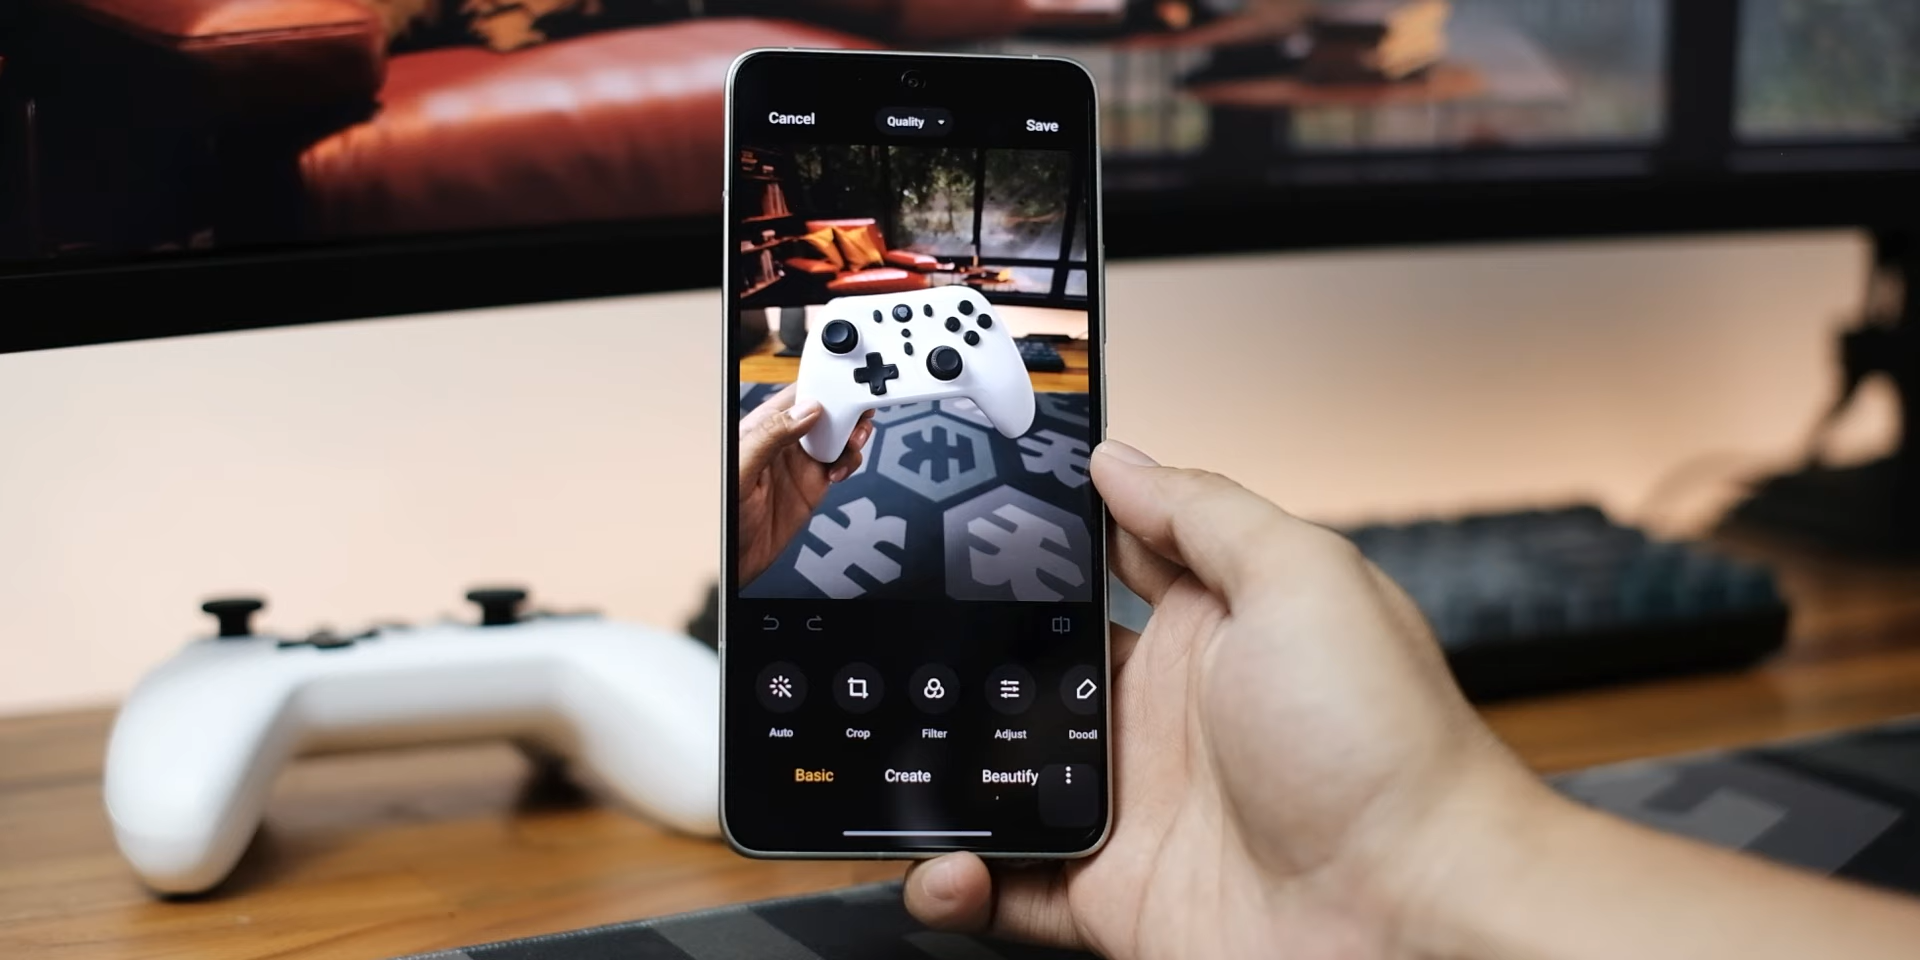 Cancel
Quality
Save
Auto
Crop
Filter
Adjust
Doodl
Basic
Create
Beautify